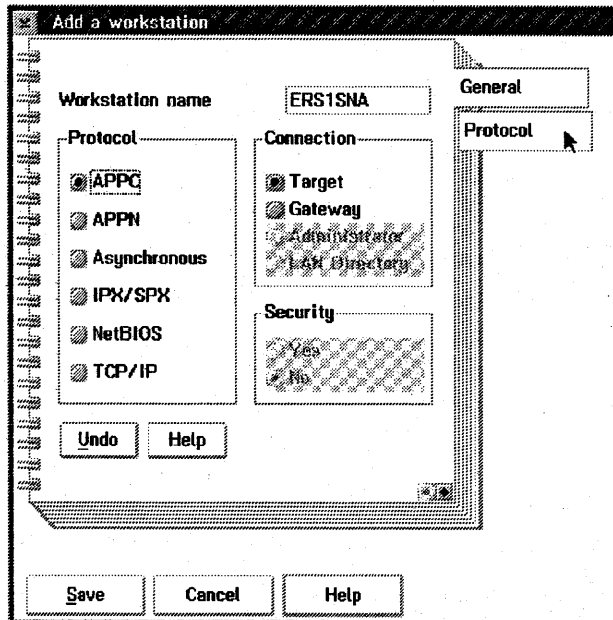 Add a workstation
General
Protocol
Workstation name ERS1SNA
Protocol
APPC
APPN
Asynchronous
IPX/SPX
NetBIOS
TCP/IP
Connection
Target
Gateway
Administrator
LAN Directory
Security
Yes
No
Undo Help
Save Cancel Help